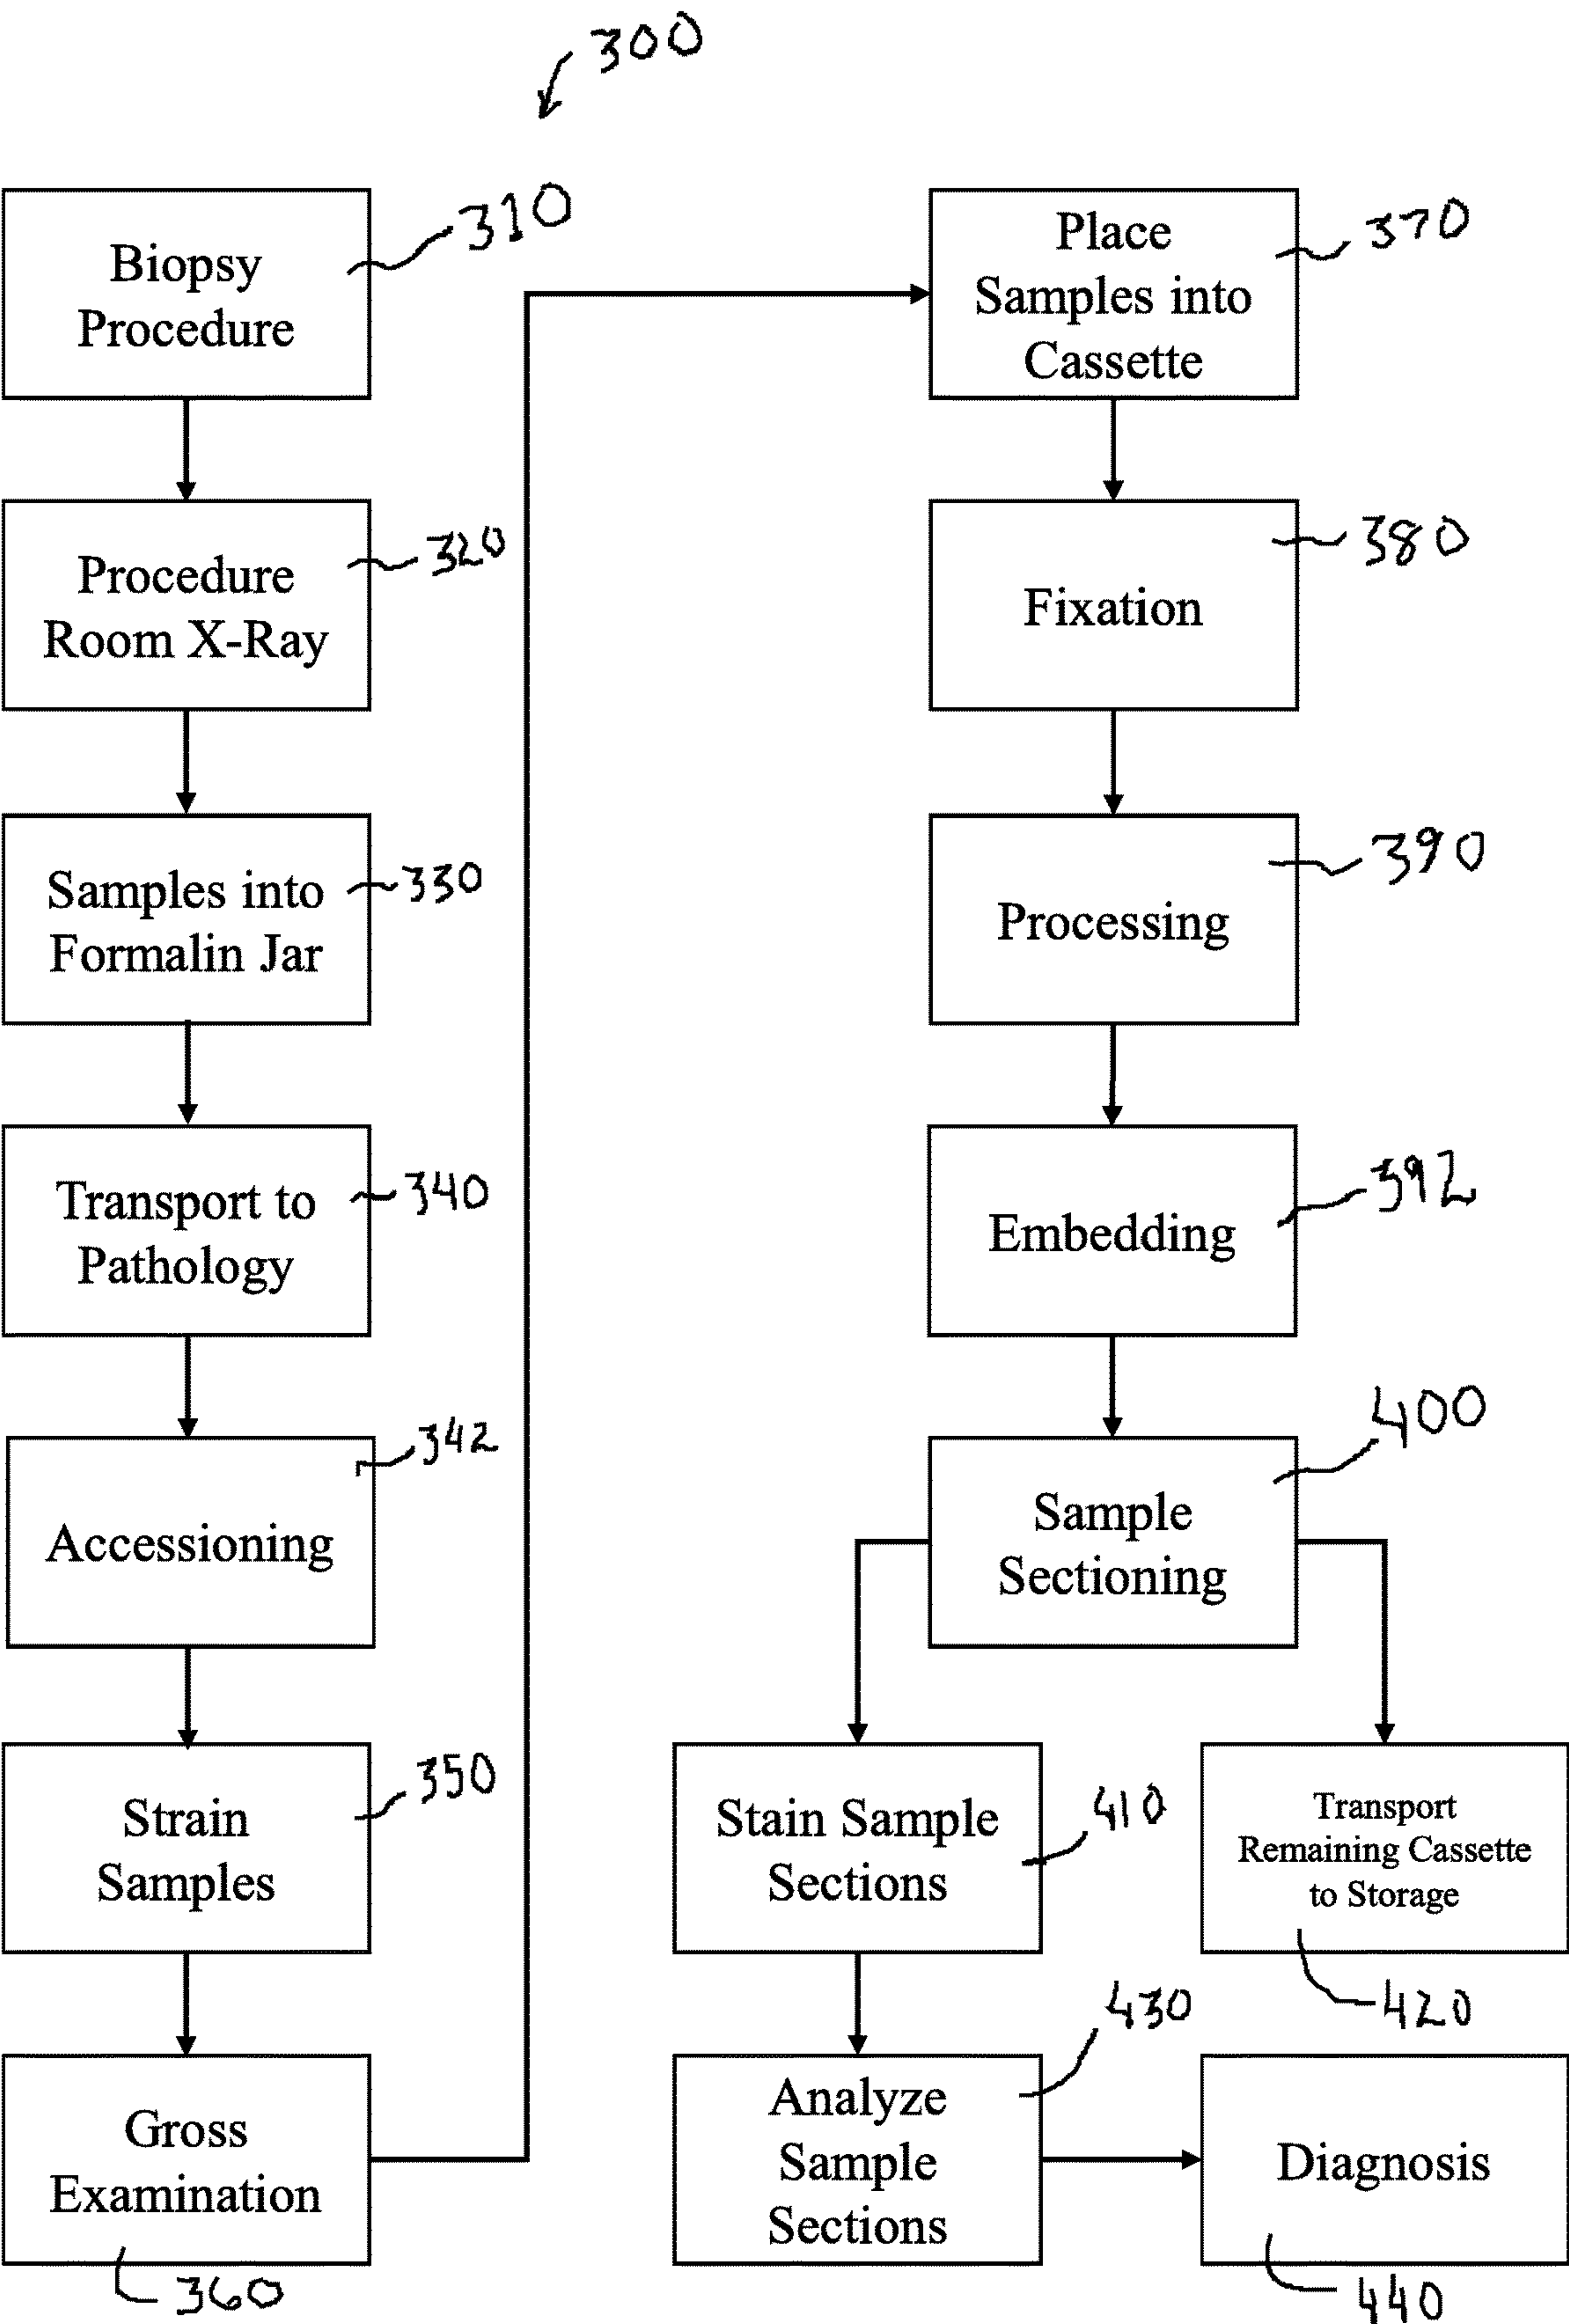 300
Biopsy
Procedure
310
Procedure
Room X-Ray
320
Samples into
Formalin Jar
330
Transport to
Pathology
340
Accessioning
342
Strain
Samples
350
Gross
Examination
360
Place
Samples into
Cassette
370
Fixation
380
Processing
390
Embedding
392
Sample
Sectioning
400
Stain Sample
Sections
410
Transport
Remaining Cassette
to Storage
420
Analyze
Sample
Sections
430
Diagnosis
440